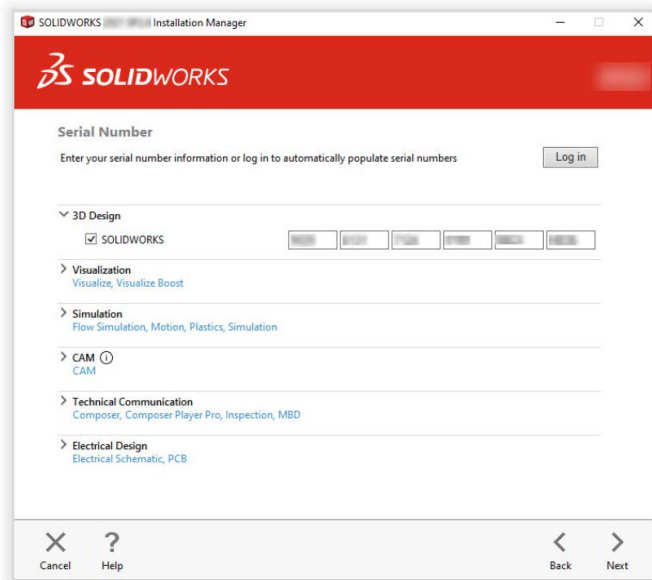 SOLIDWORKS Installation Manager
SOLIDWORKS
Serial Number
Enter your serial number information or log in to automatically populate serial numbers
Log in
3D Design
SOLIDWORKS
Visualization
Visualize, Visualize Boost
Simulation
Flow Simulation, Motion, Plastics, Simulation
CAM
CAM
Technical Communication
Composer, Composer Player Pro, Inspection, MBD
Electrical Design
Electrical Schematic, PCB
Cancel Help Back Next